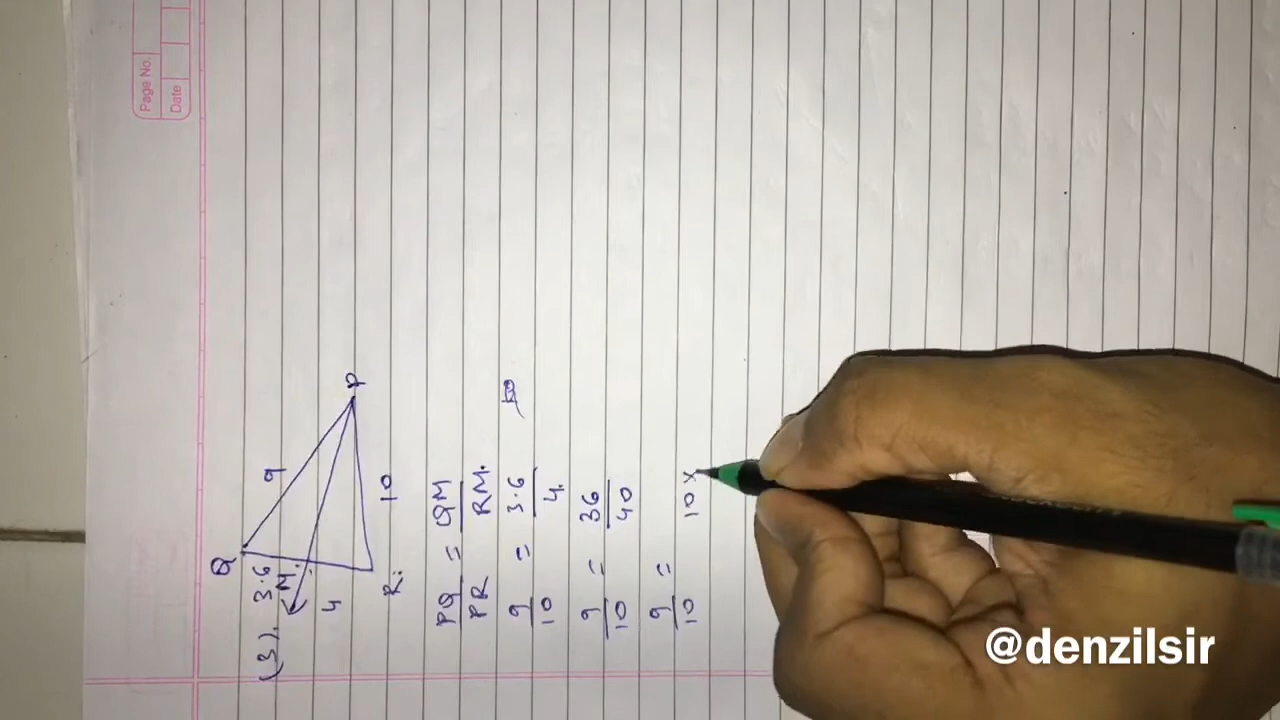 Page No.
Date
(3).
Q
3.6
9
M.
4
P
10
R.
PQ/PR = QM/RM.
9/10 = 3.6/4.
9/10 = 36/40
9/10 =
10 x
@denzilsir